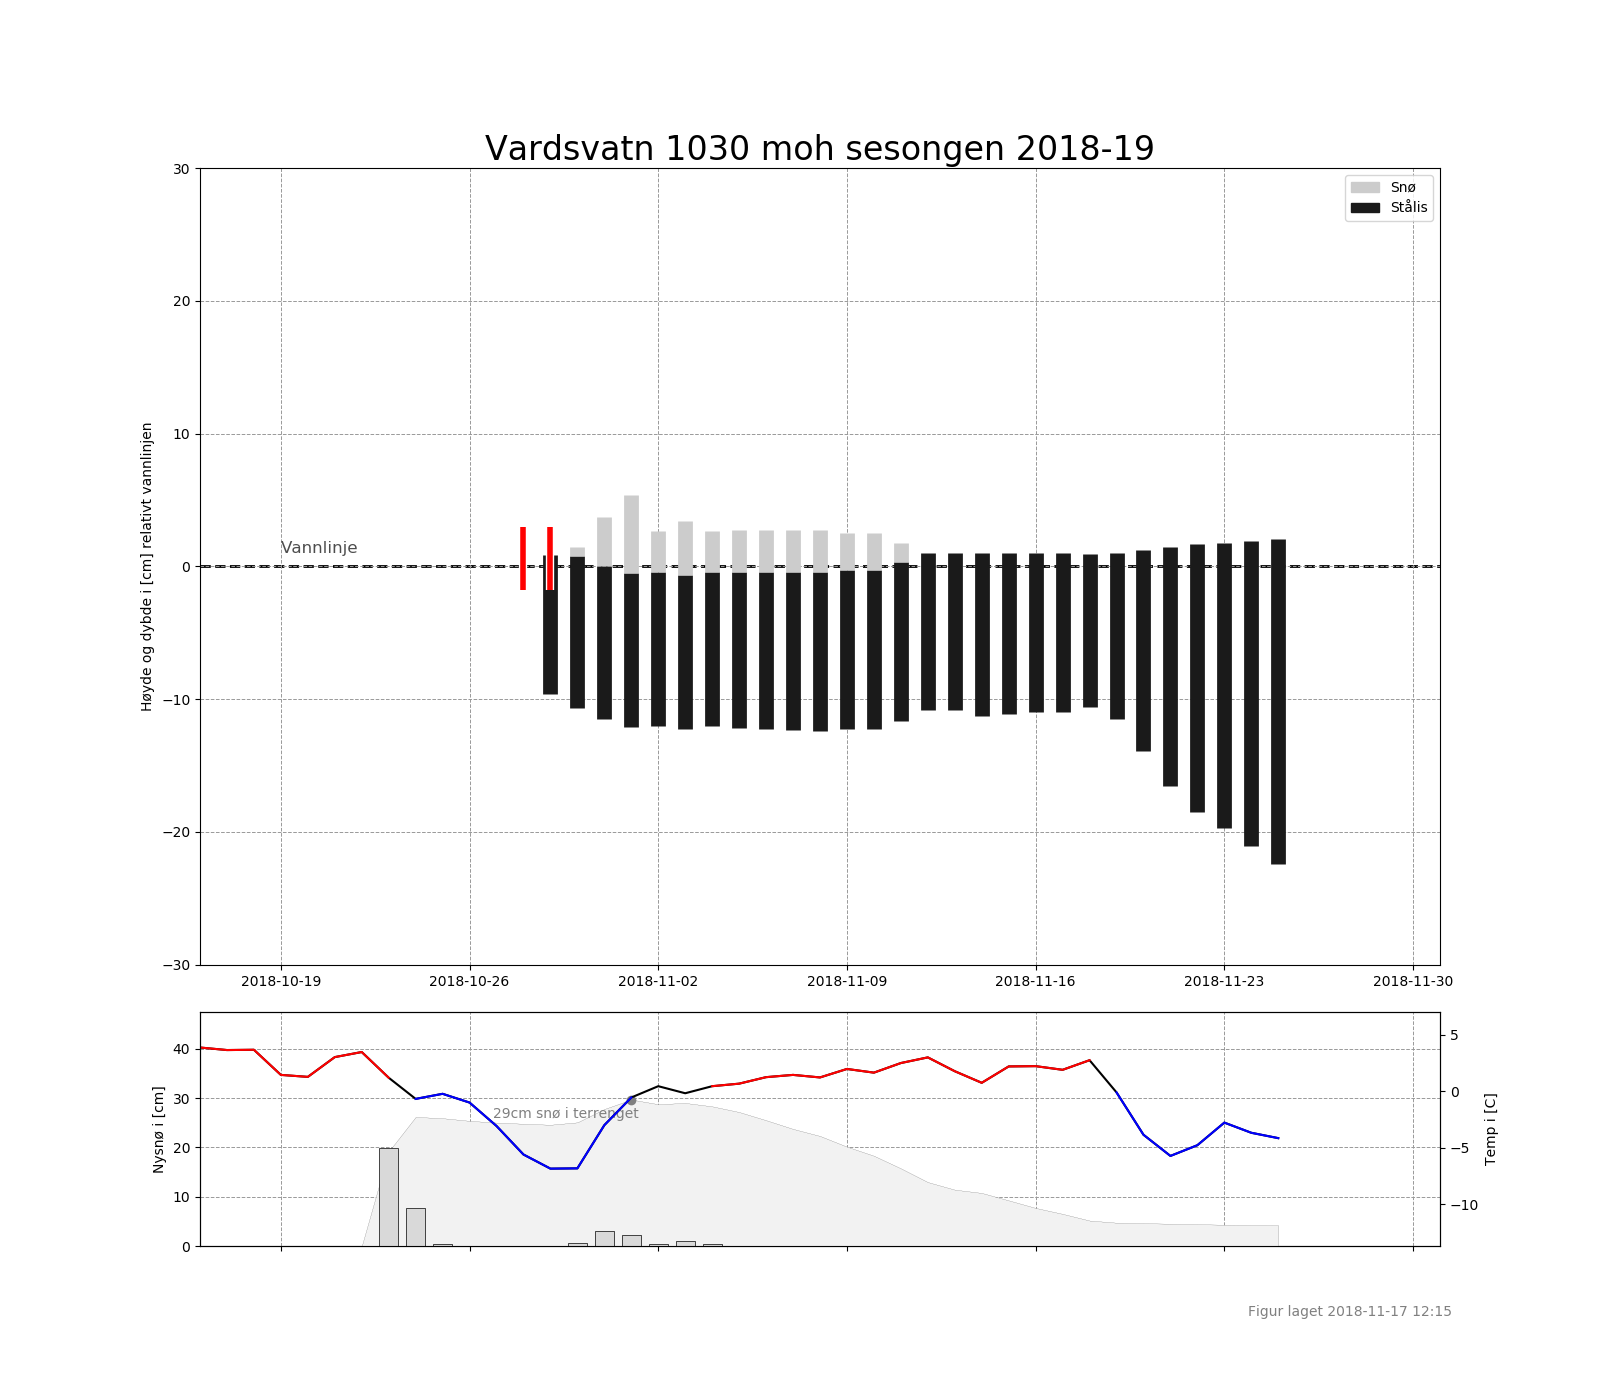 Vardsvatn 1030 moh sesongen 2018-19
Snø
Stålis
30
20
10
0
−10
−20
−30
Høyde og dybde i [cm] relativt vannlinjen
Vannlinje
2018-10-19 2018-10-26 2018-11-02 2018-11-09 2018-11-16 2018-11-23 2018-11-30
40
30
20
10
0
Nysnø i [cm]
29cm snø i terrenget
5
0
−5
−10
Temp i [C]
Figur laget 2018-11-17 12:15